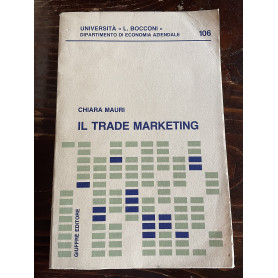 UNIVERSITÀ « L. BOCCONI »
DIPARTIMENTO DI ECONOMIA AZIENDALE
106
CHIARA MAURI
IL TRADE MARKETING
GIUFFRÈ EDITORE